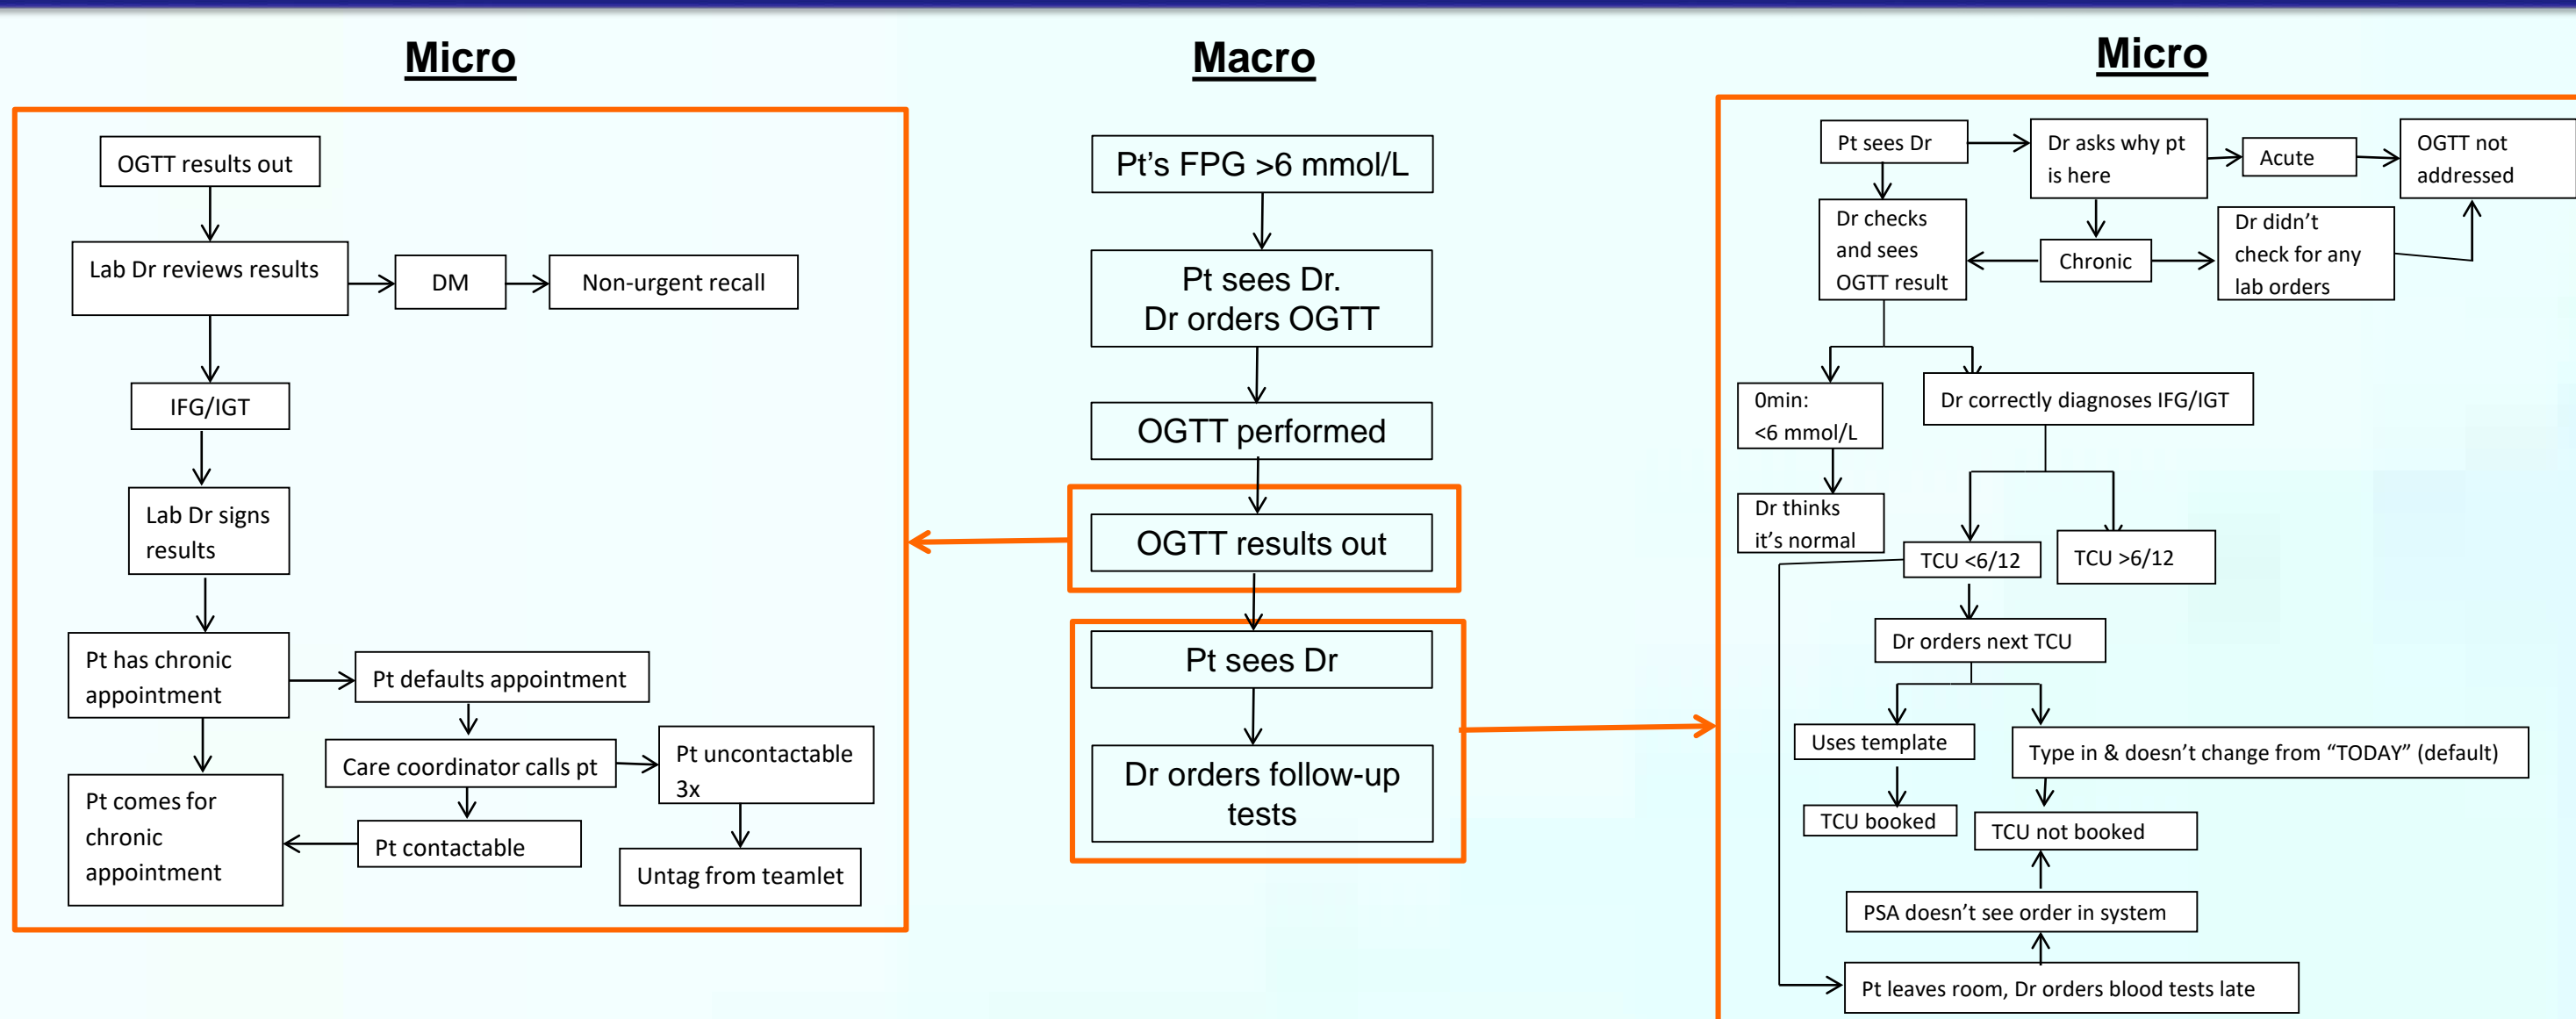 Micro
OGTT results out
Lab Dr reviews results
DM
Non-urgent recall
IFG/IGT
Lab Dr signs
results
Pt has chronic
appointment
Pt defaults appointment
Care coordinator calls pt
Pt uncontactable
3x
Pt comes for
chronic
appointment
Pt contactable
Untag from teamlet
Macro
Pt’s FPG >6 mmol/L
Pt sees Dr.
Dr orders OGTT
OGTT performed
OGTT results out
Pt sees Dr
Dr orders follow-up
tests
Micro
Pt sees Dr
Dr asks why pt
is here
Acute
OGTT not
addressed
Dr checks
and sees
OGTT result
Chronic
Dr didn’t
check for any
lab orders
0min:
<6 mmol/L
Dr correctly diagnoses IFG/IGT
Dr thinks
it’s normal
TCU <6/12
TCU >6/12
Dr orders next TCU
Uses template
Type in & doesn’t change from “TODAY” (default)
TCU booked
TCU not booked
PSA doesn’t see order in system
Pt leaves room, Dr orders blood tests late